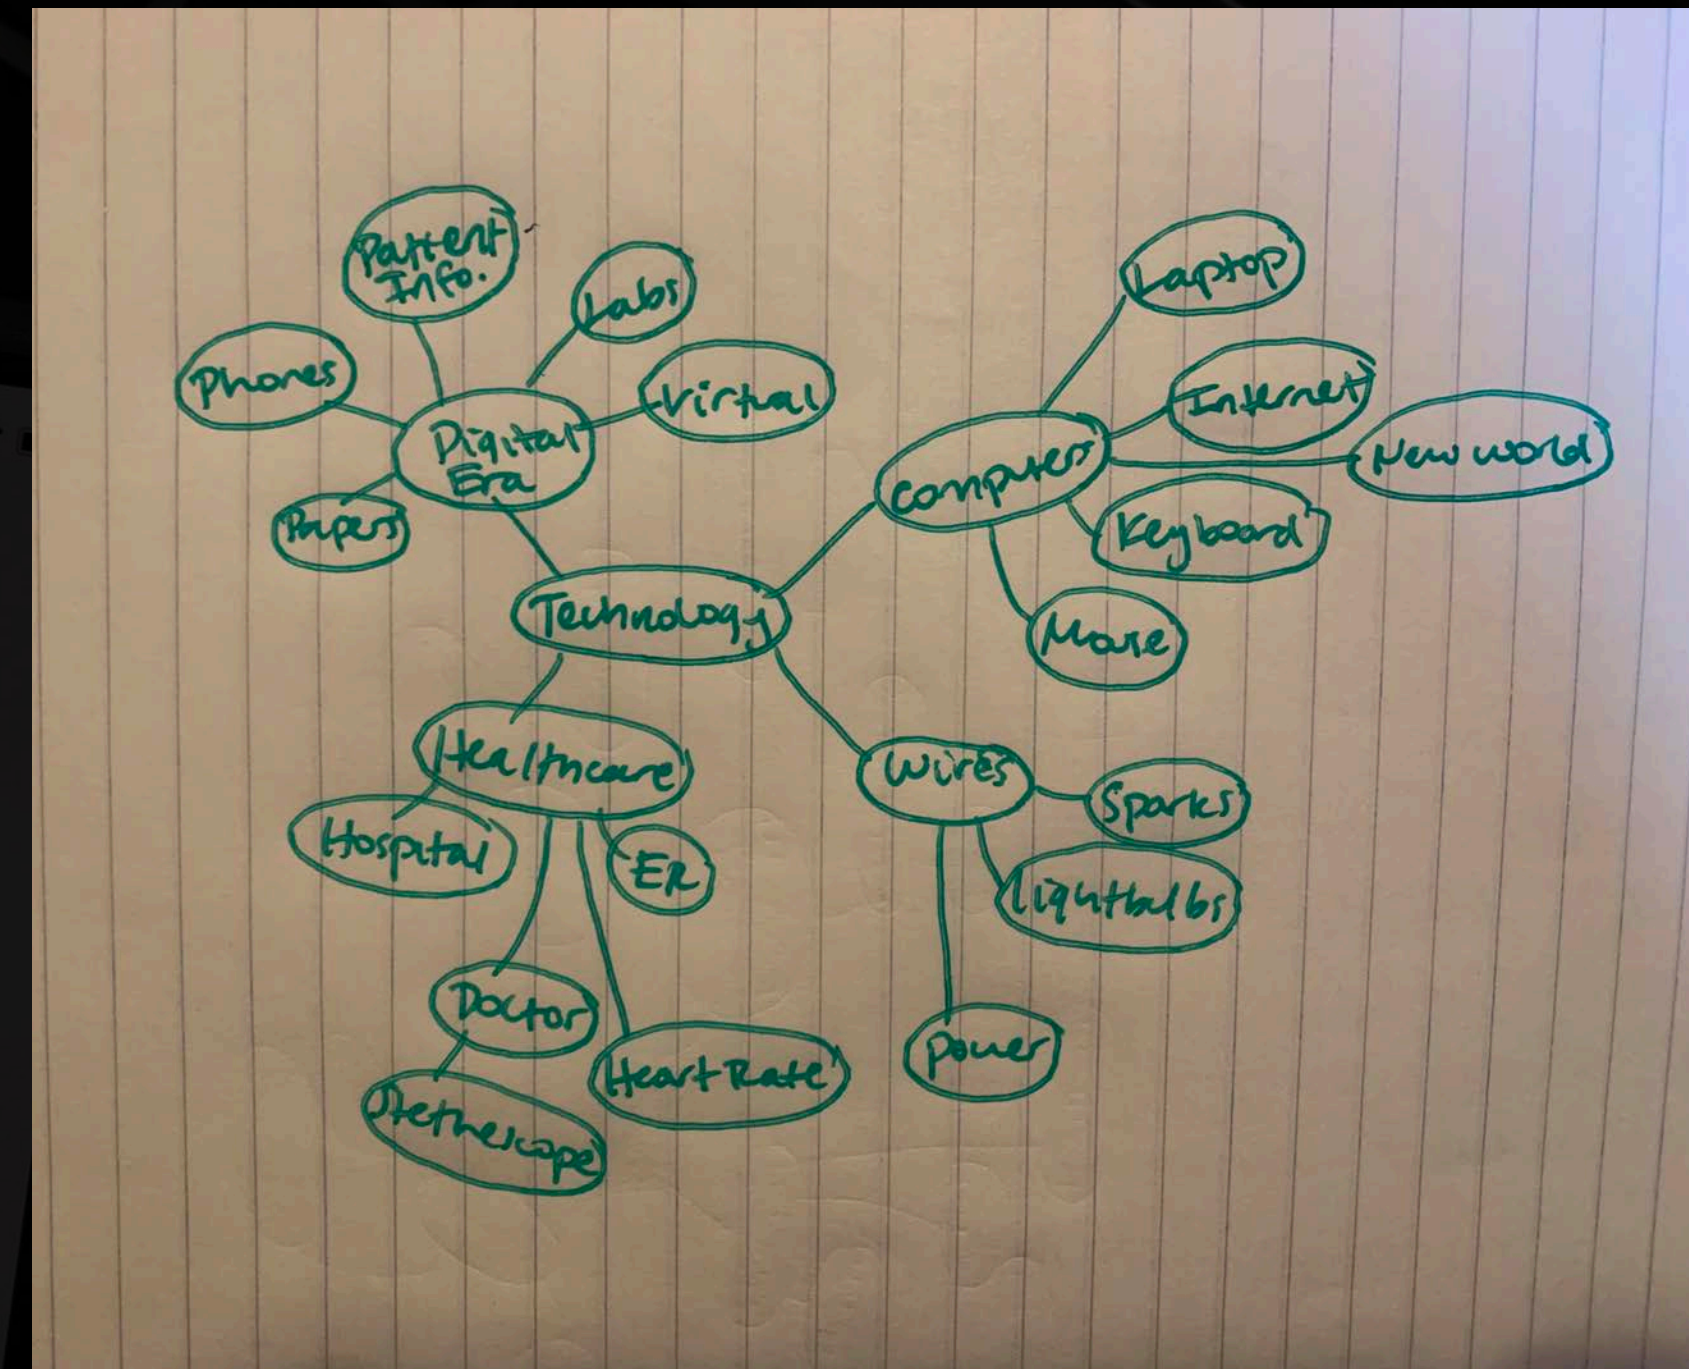 Patient
Info.
Labs
Phones
Virtual
Digital
Era
Papers
Laptop
Internet
New world
Computers
Keyboard
Mouse
Technology
Healthcare
Hospital
ER
Doctor
Heart Rate
Stethescope
Wires
Sparks
Lightbulbs
Power